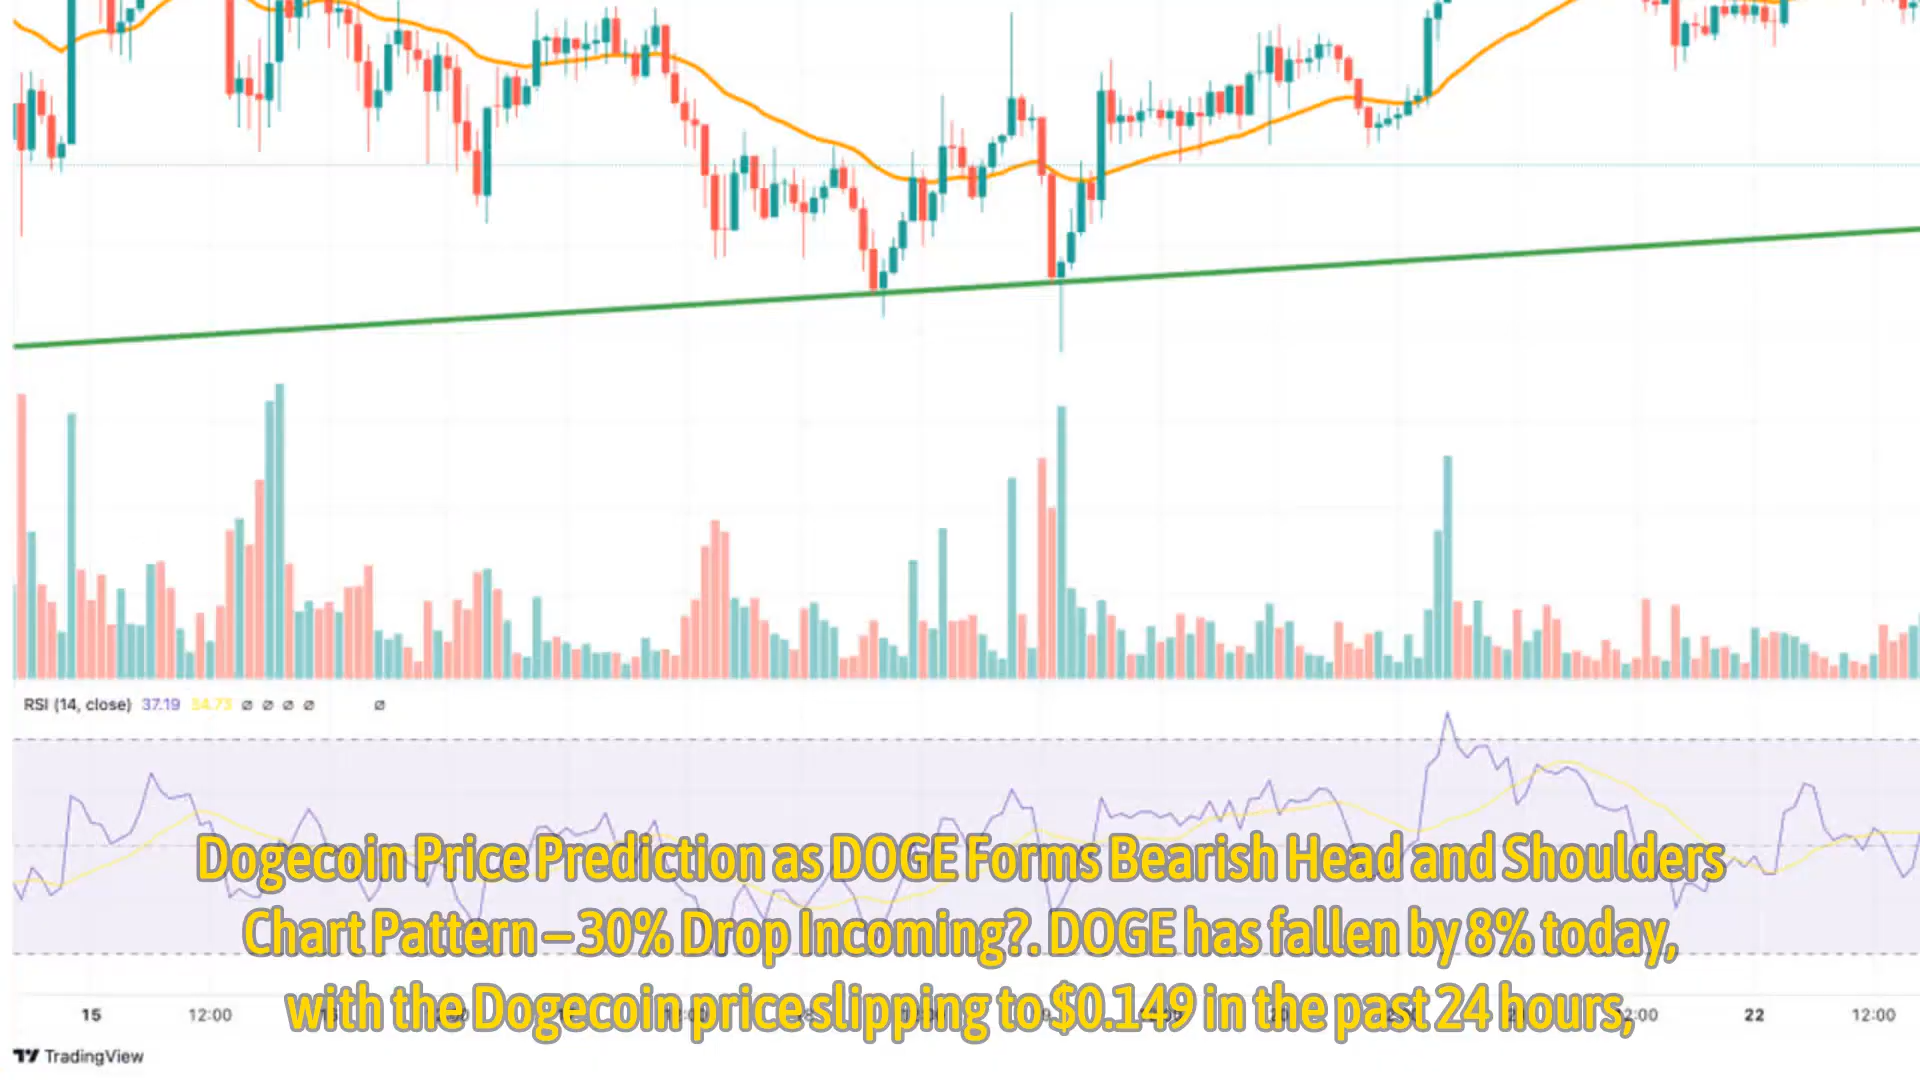 RSI (14, close) 37.19 54.73 ø ø ø ø ø
Dogecoin Price Prediction as DOGE Forms Bearish Head and Shoulders
Chart Pattern – 30% Drop Incoming?. DOGE has fallen by 8% today,
with the Dogecoin price slipping to $0.149 in the past 24 hours,
15 12:00 22 12:00
TradingView